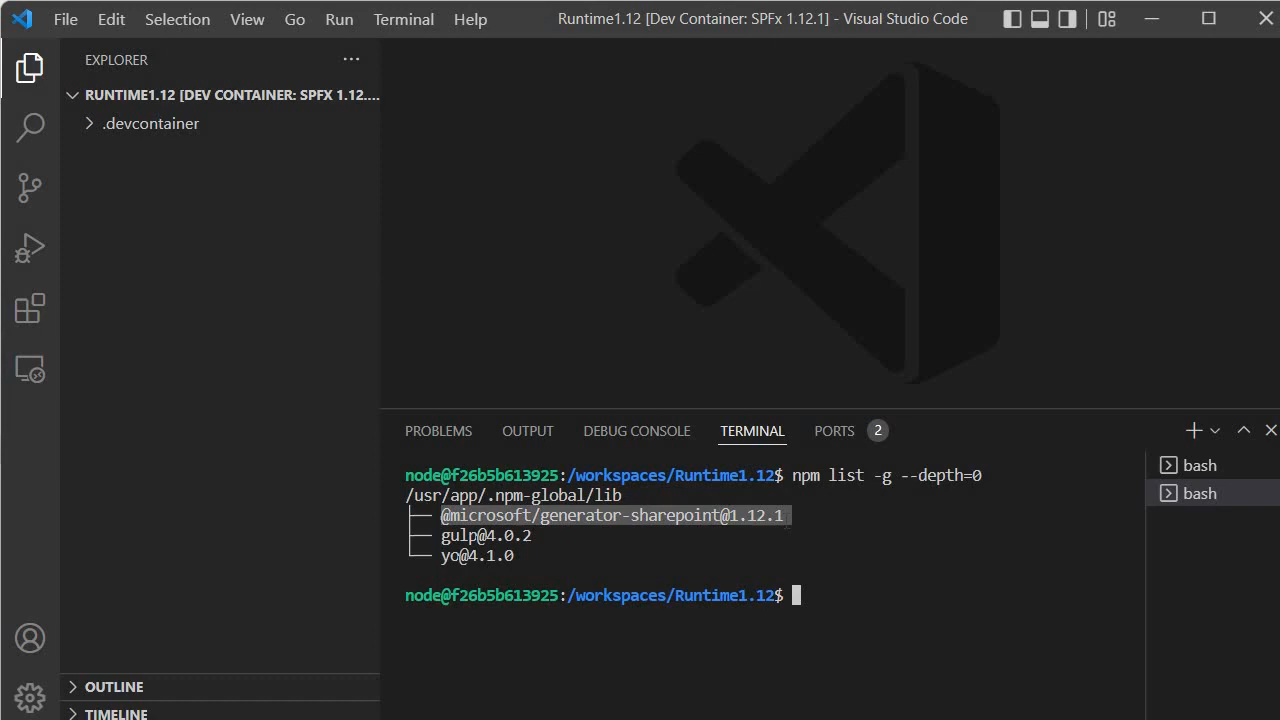 File Edit Selection View Go Run Terminal Help Runtime1.12 [Dev Container: SPFx 1.12.1] - Visual Studio Code
EXPLORER
RUNTIME1.12 [DEV CONTAINER: SPFX 1.12....
.devcontainer
OUTLINE
TIMELINE
PROBLEMS OUTPUT DEBUG CONSOLE TERMINAL PORTS 2
node@f26b5b613925:/workspaces/Runtime1.12$ npm list -g --depth=0
/usr/app/.npm-global/lib
├── @microsoft/generator-sharepoint@1.12.1
├── gulp@4.0.2
└── yo@4.1.0
node@f26b5b613925:/workspaces/Runtime1.12$
bash
bash